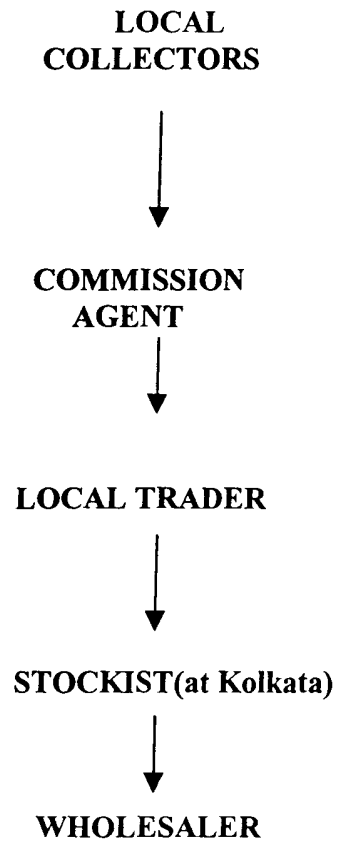 LOCAL
COLLECTORS
COMMISSION
AGENT
LOCAL TRADER
STOCKIST(at Kolkata)
WHOLESALER